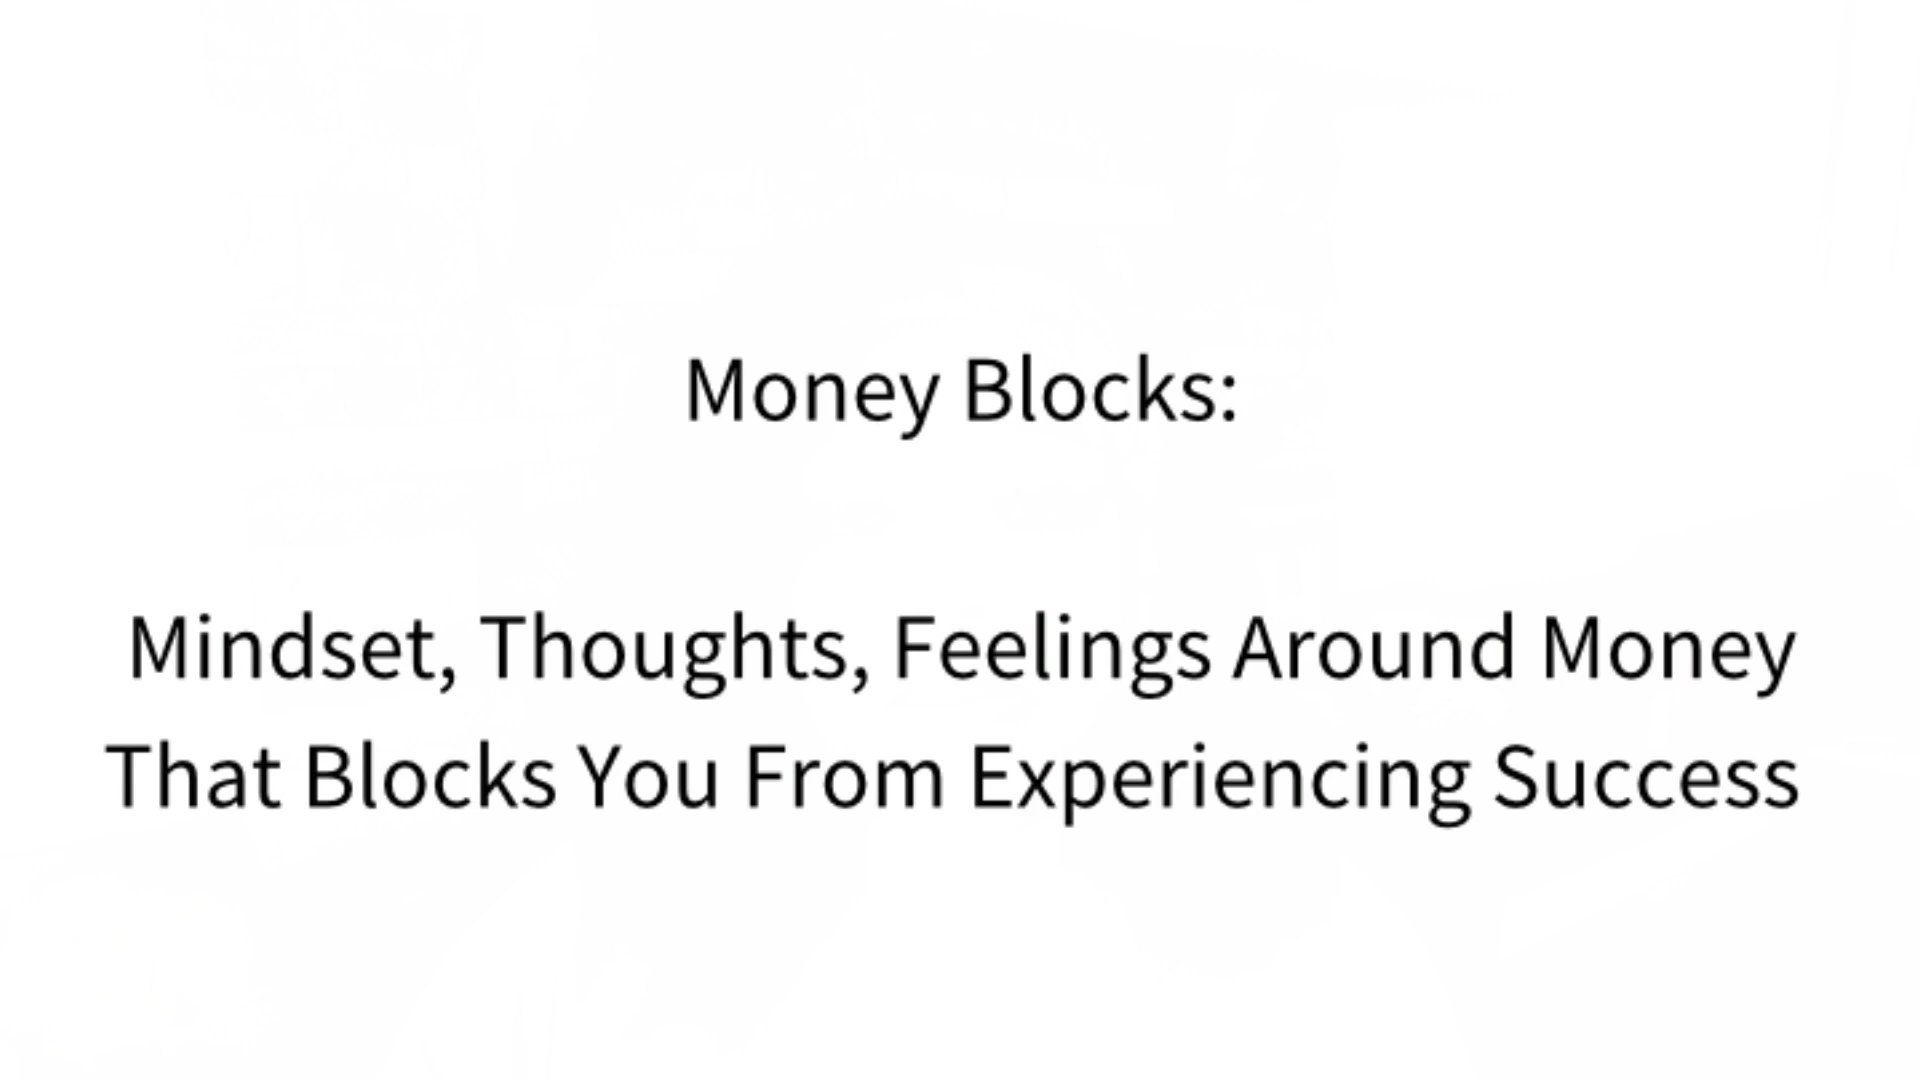 Money Blocks:
Mindset, Thoughts, Feelings Around Money
That Blocks You From Experiencing Success